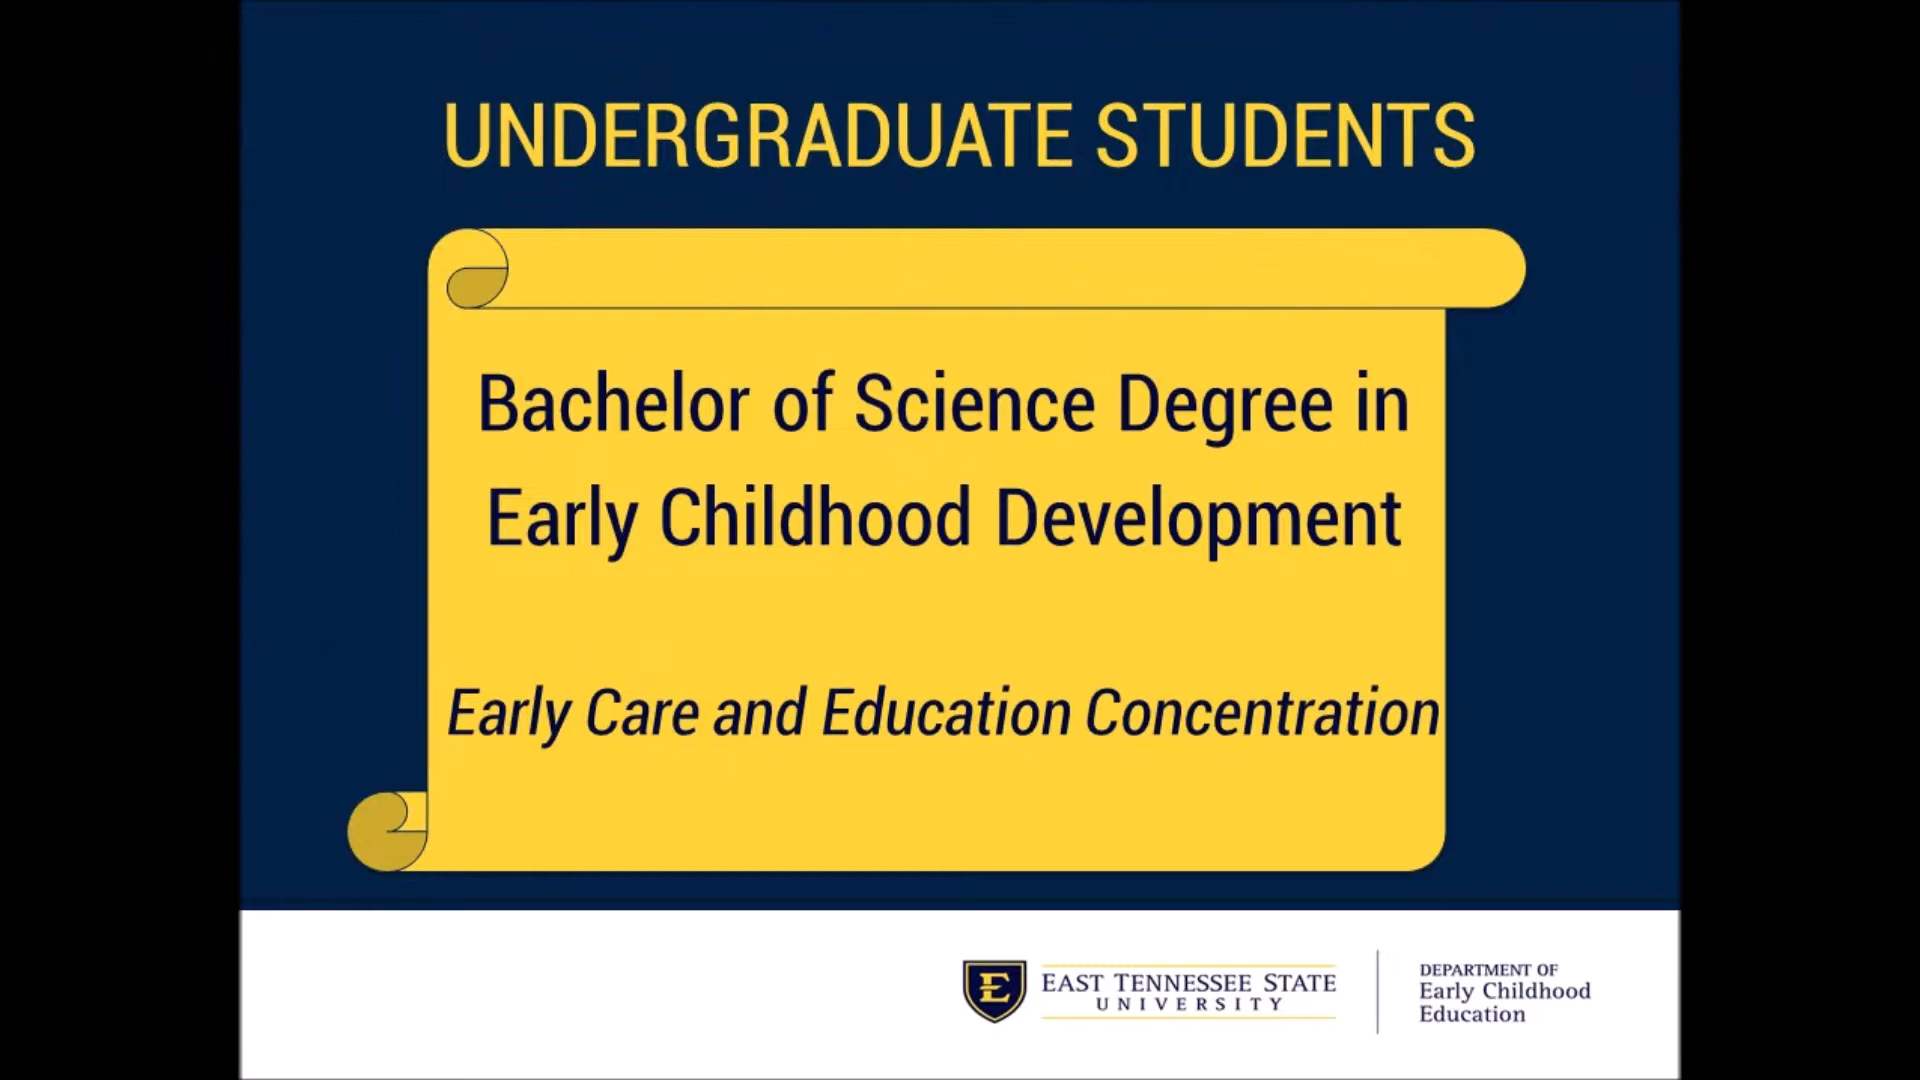 UNDERGRADUATE STUDENTS
Bachelor of Science Degree in
Early Childhood Development
Early Care and Education Concentration
E
EAST TENNESSEE STATE
UNIVERSITY
DEPARTMENT OF
Early Childhood
Education